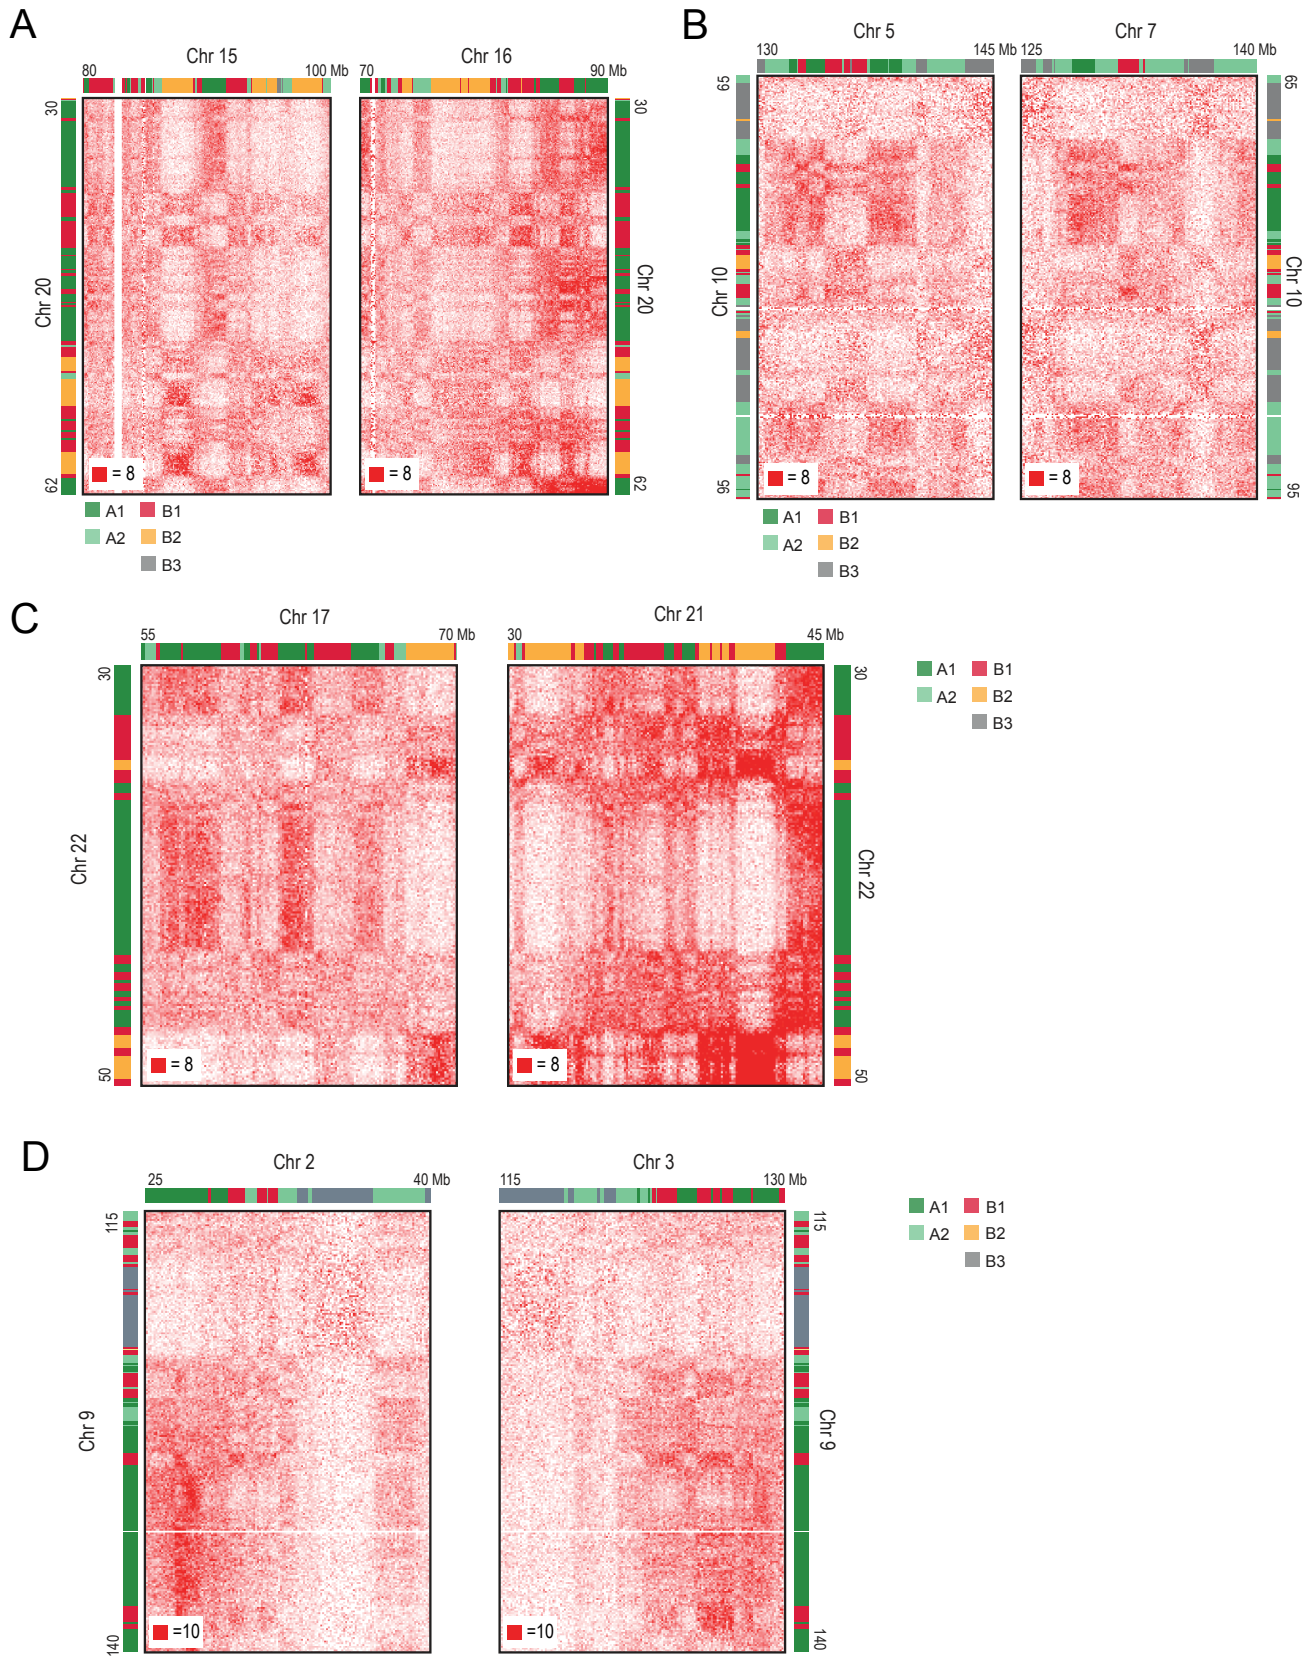 A
Chr 15
Chr 16
80
100 Mb
70
90 Mb
30
30
Chr 20
Chr 20
62
62
= 8
= 8
A1
B1
A2
B2
B3
B
Chr 5
Chr 7
130
145 Mb
125
140 Mb
65
65
Chr 10
Chr 10
95
95
= 8
= 8
A1
B1
A2
B2
B3
C
Chr 17
Chr 21
55
70 Mb
30
45 Mb
30
30
Chr 22
Chr 22
50
50
= 8
= 8
A1
B1
A2
B2
B3
D
Chr 2
Chr 3
25
40 Mb
115
130 Mb
115
115
Chr 9
Chr 9
140
140
=10
=10
A1
B1
A2
B2
B3